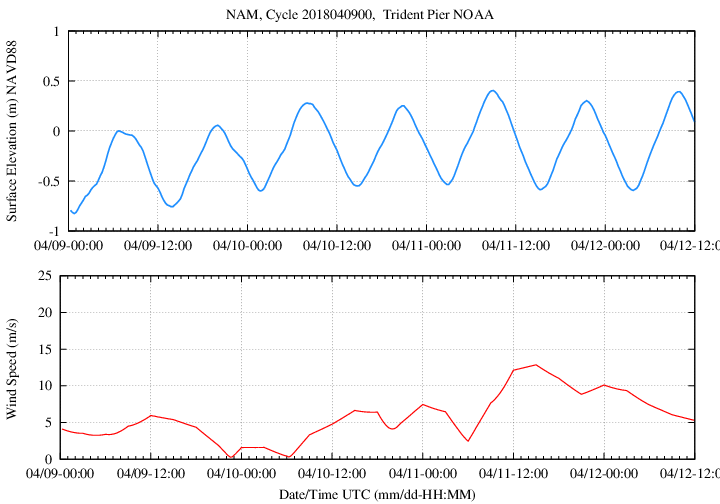 NAM, Cycle 2018040900,  Trident Pier NOAA
Surface Elevation (m) NAVD88
1
0.5
0
-0.5
-1
04/09-00:00 04/09-12:00 04/10-00:00 04/10-12:00 04/11-00:00 04/11-12:00 04/12-00:00 04/12-12:0
Wind Speed (m/s)
25
20
15
10
5
0
04/09-00:00 04/09-12:00 04/10-00:00 04/10-12:00 04/11-00:00 04/11-12:00 04/12-00:00 04/12-12:0
Date/Time UTC (mm/dd-HH:MM)